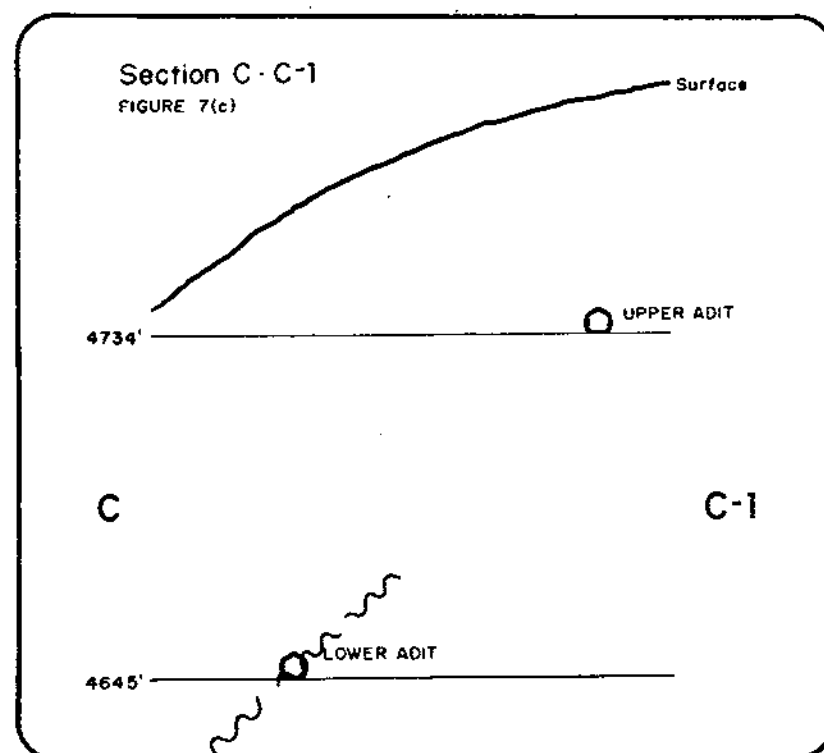 Section C - C-1
FIGURE 7(c)
Surface
UPPER ADIT
4734'
C
C-1
LOWER ADIT
4645'